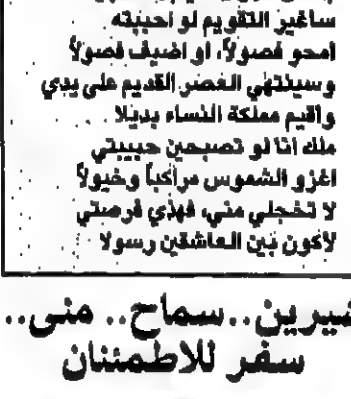 ساغير التقويم لو احببته
امحو فصولاً، او اضيف فصولاً
وسينتهي العصر القديم على يدي
واقيم مملكة النساء بديلا
ملك انا لو تصبحين حبيبتي
اغزو الشموس مراكباً وخيولاً
لا تخجلي مني، فهذي فرصتي
لأكون بين العاشقين رسولا
شيرين..سماح.. منى..
سفر للاطمئنان